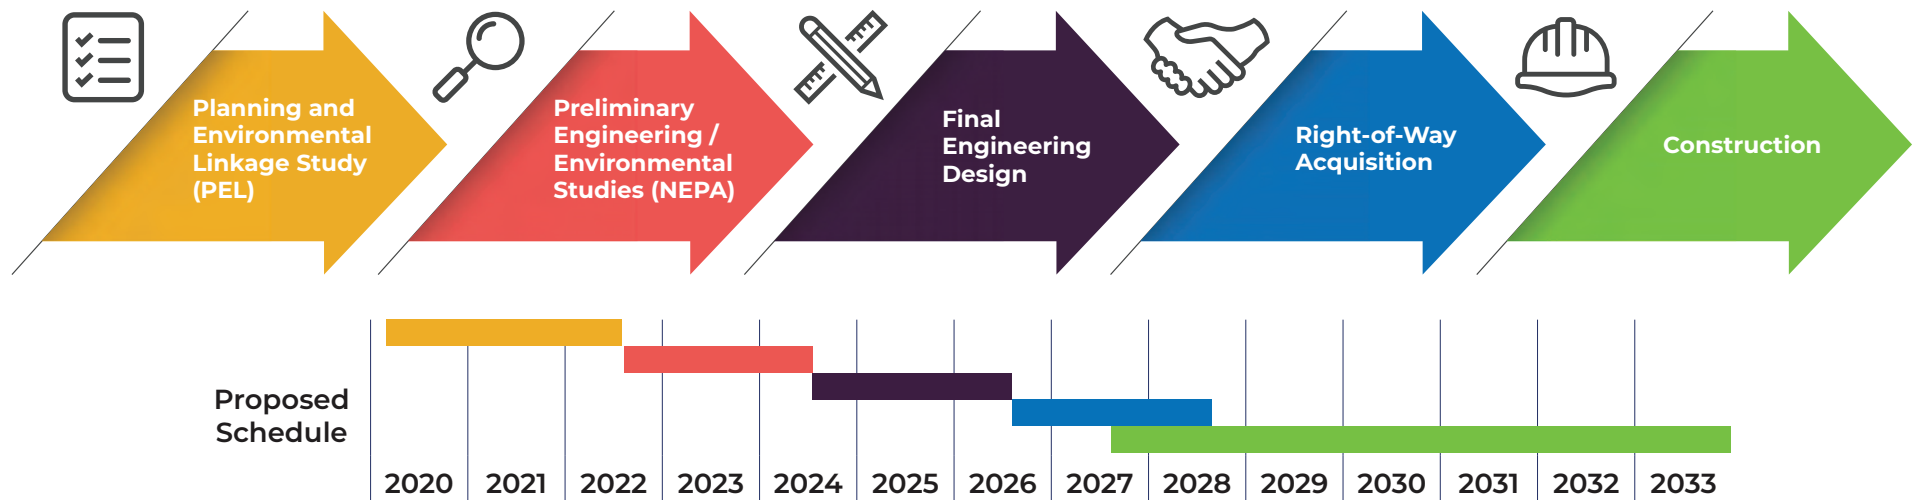 Planning and
Environmental
Linkage Study
(PEL)
Preliminary
Engineering /
Environmental
Studies (NEPA)
Final
Engineering
Design
Right-of-Way
Acquisition
Construction
Proposed
Schedule
2020 2021 2022 2023 2024 2025 2026 2027 2028 2029 2030 2031 2032 2033